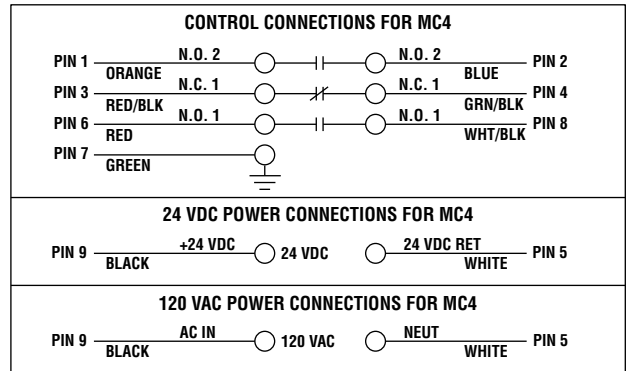 CONTROL CONNECTIONS FOR MC4
PIN 1 ORANGE N.O. 2 N.O. 2 BLUE PIN 2
PIN 3 RED/BLK N.C. 1 N.C. 1 GRN/BLK PIN 4
PIN 6 RED N.O. 1 N.O. 1 WHT/BLK PIN 8
PIN 7 GREEN
24 VDC POWER CONNECTIONS FOR MC4
PIN 9 BLACK +24 VDC 24 VDC 24 VDC RET WHITE PIN 5
120 VAC POWER CONNECTIONS FOR MC4
PIN 9 BLACK AC IN 120 VAC NEUT WHITE PIN 5